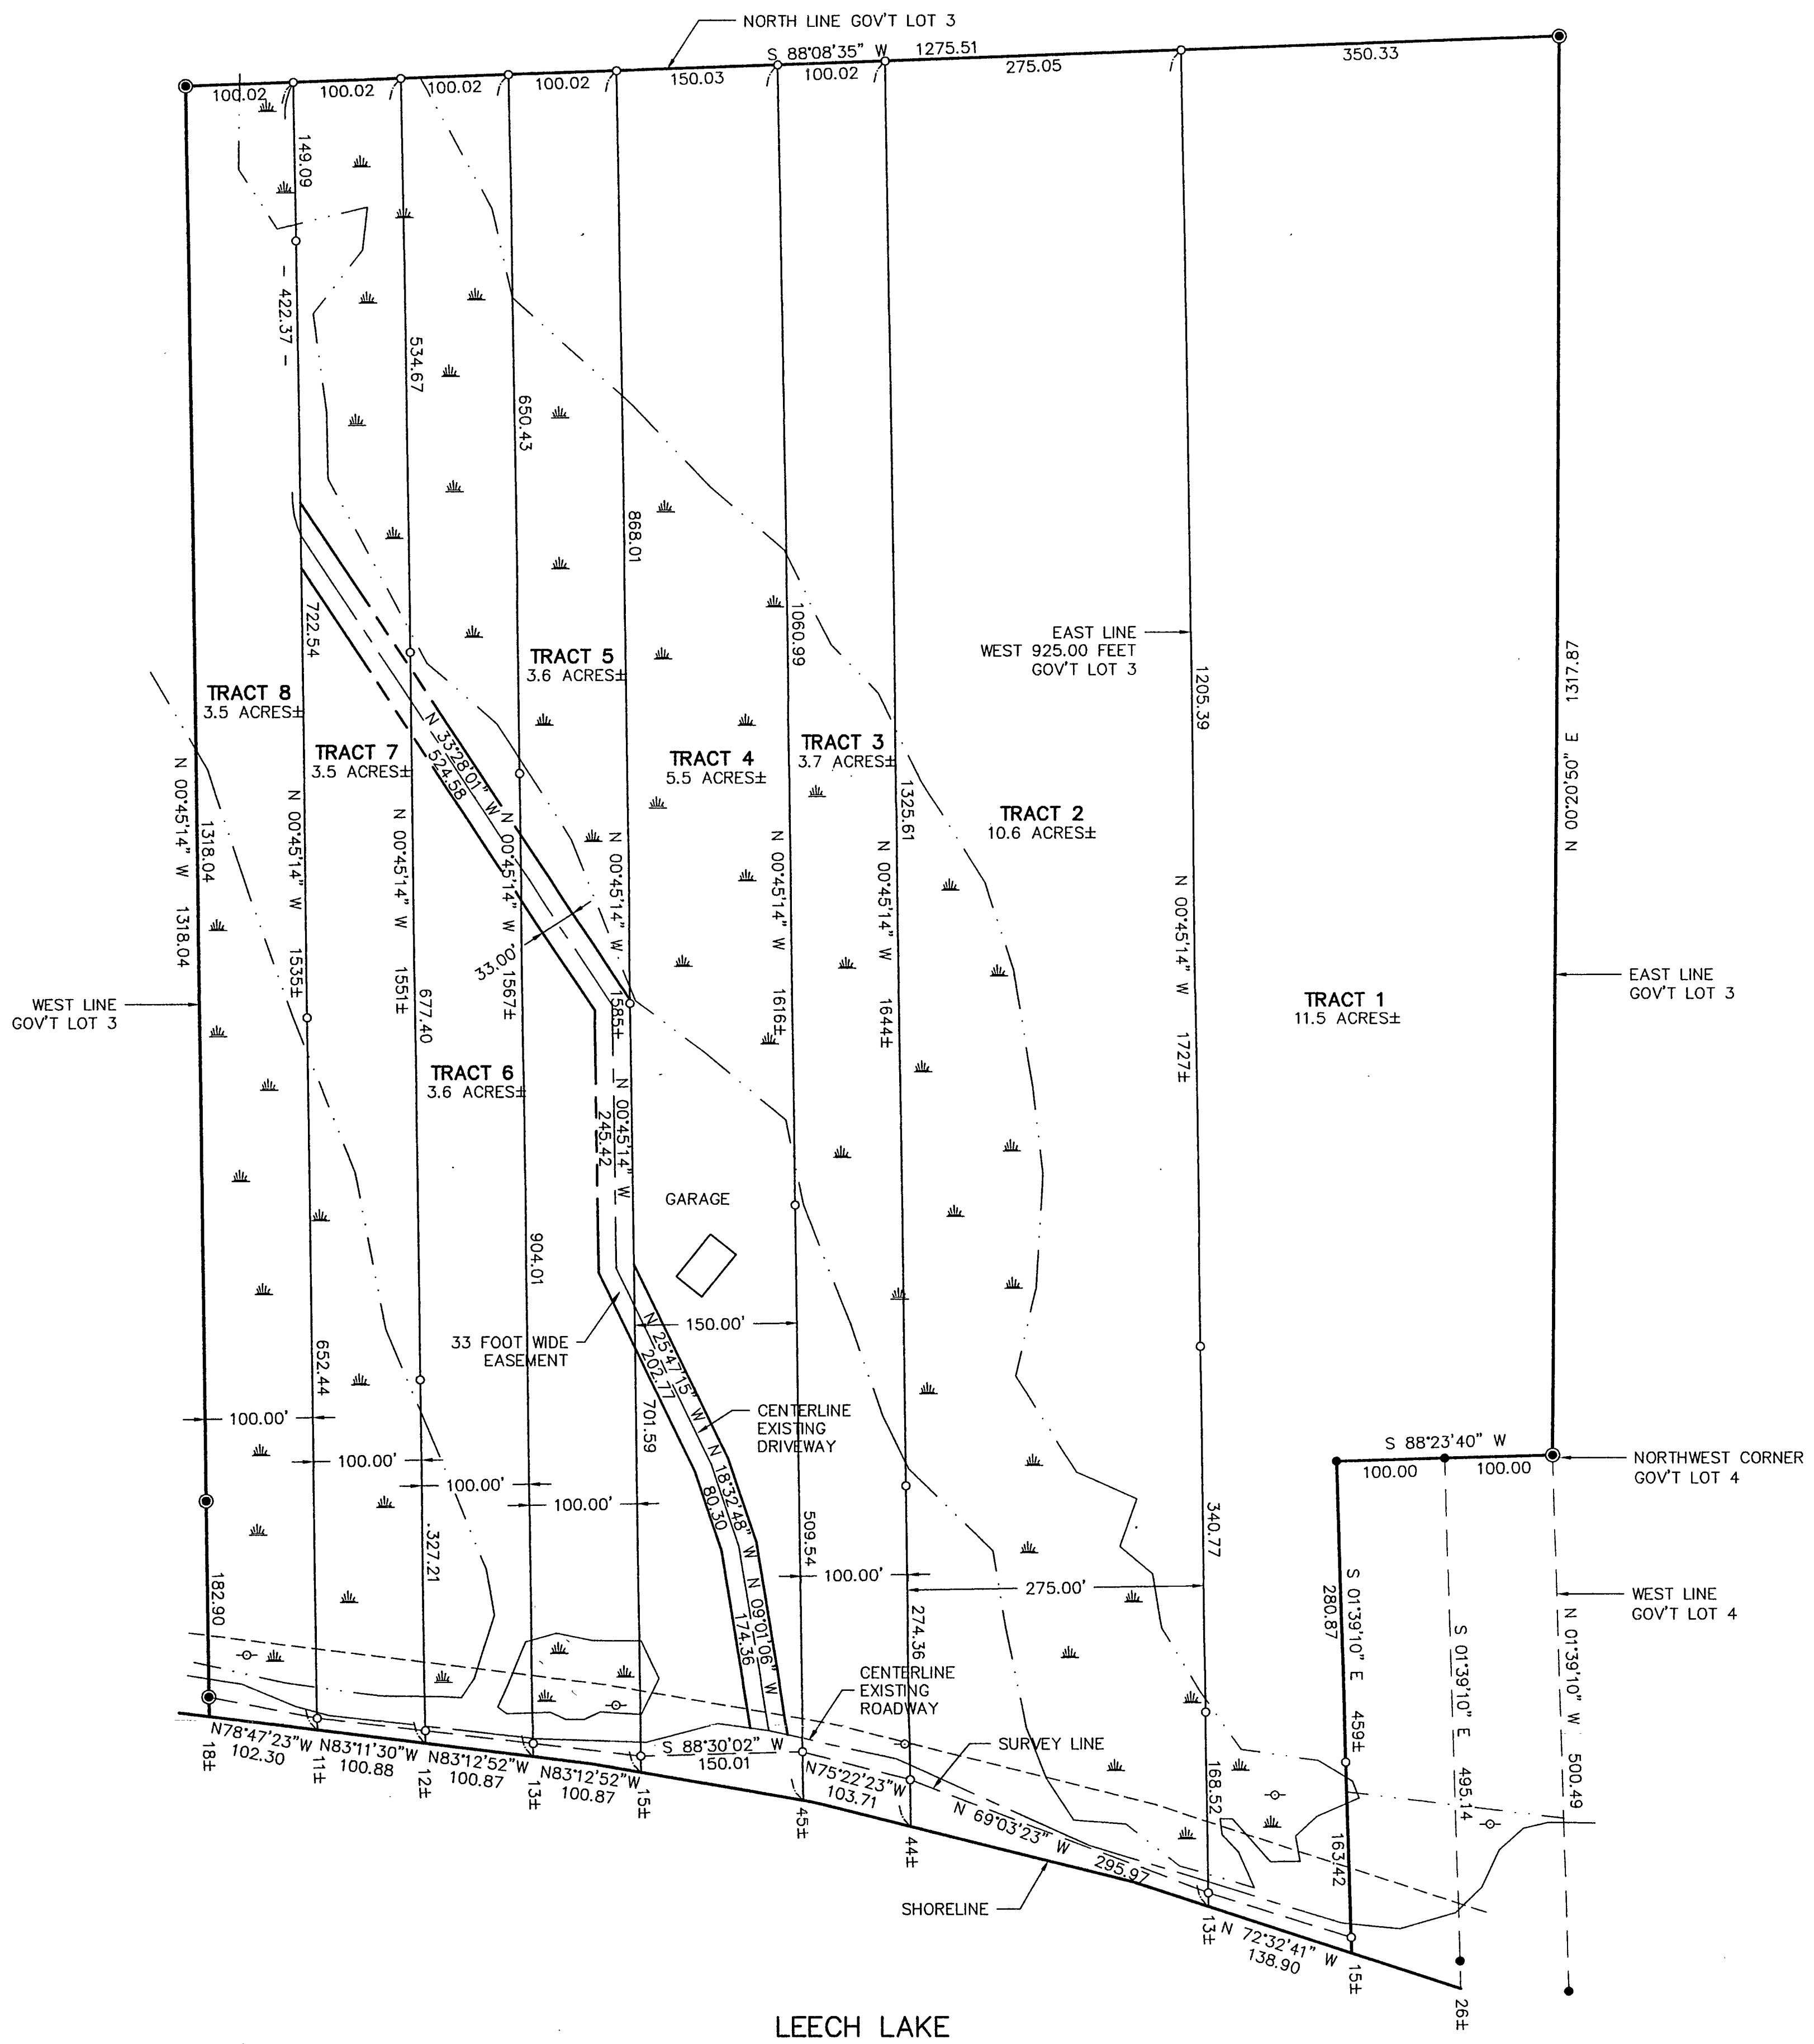 NORTH LINE GOV'T LOT 3
S 88°08'35" W 1275.51
100.02
100.02
100.02
100.02
150.03
100.02
275.05
350.33
149.09
- 422.37 -
534.67
650.43
868.01
1060.99
EAST LINE
WEST 925.00 FEET
GOV'T LOT 3
1205.39
N 00°20'50" E 1317.87
722.54
TRACT 8
3.5 ACRES±
TRACT 7
3.5 ACRES±
TRACT 5
3.6 ACRES±
TRACT 4
5.5 ACRES±
TRACT 3
3.7 ACRES±
TRACT 2
10.6 ACRES±
TRACT 1
11.5 ACRES±
TRACT 6
3.6 ACRES±
N 33°28'01" W
524.58
33.00'
1325.61
N 00°45'14" W 1318.04
1318.04
N 00°45'14" W 1535±
N 00°45'14" W 1551±
677.40
N 00°45'14" W 1567±
N 00°45'14" W 1585±
N 00°45'14" W 1616±
N 00°45'14" W 1644±
N 00°45'14" W 1727±
WEST LINE
GOV'T LOT 3
EAST LINE
GOV'T LOT 3
N 00°45'14" W
245.42
GARAGE
904.01
33 FOOT WIDE
EASEMENT
150.00'
N 25°47'15" W
202.77
652.44
701.59
CENTERLINE
EXISTING
DRIVEWAY
100.00'
100.00'
100.00'
100.00'
N 18°32'48" W
80.30
S 88°23'40" W
100.00
100.00
NORTHWEST CORNER
GOV'T LOT 4
327.21
509.54
340.77
100.00'
275.00'
182.90
N 09°01'06" W
174.36
274.36
S 01°39'10" E 459±
280.87
WEST LINE
GOV'T LOT 4
S 01°39'10" E 495.14
N 01°39'10" W 500.49
CENTERLINE
EXISTING
ROADWAY
SURVEY LINE
N78°47'23"W
102.30
N83°11'30"W
100.88
N83°12'52"W
100.87
N83°12'52"W
100.87
S 88°30'02" W
150.01
N75°22'23"W
103.71
N 69°03'23" W 295.97
168.52
163.42
18±
11±
12±
13±
15±
45±
44±
13±
N 72°32'41" W
138.90
15±
26±
SHORELINE
LEECH LAKE